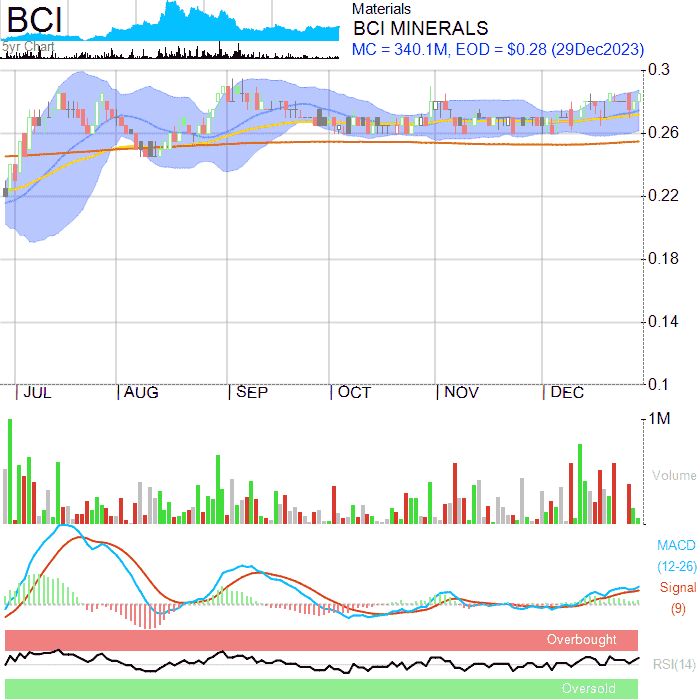 BCI
5yr Chart
Materials
BCI MINERALS
MC = 340.1M, EOD = $0.28 (29Dec2023)
0.3
0.26
0.22
0.18
0.14
0.1
JUL AUG SEP OCT NOV DEC
1M
Volume
MACD
(12-26)
Signal
(9)
Overbought
RSI(14)
Oversold